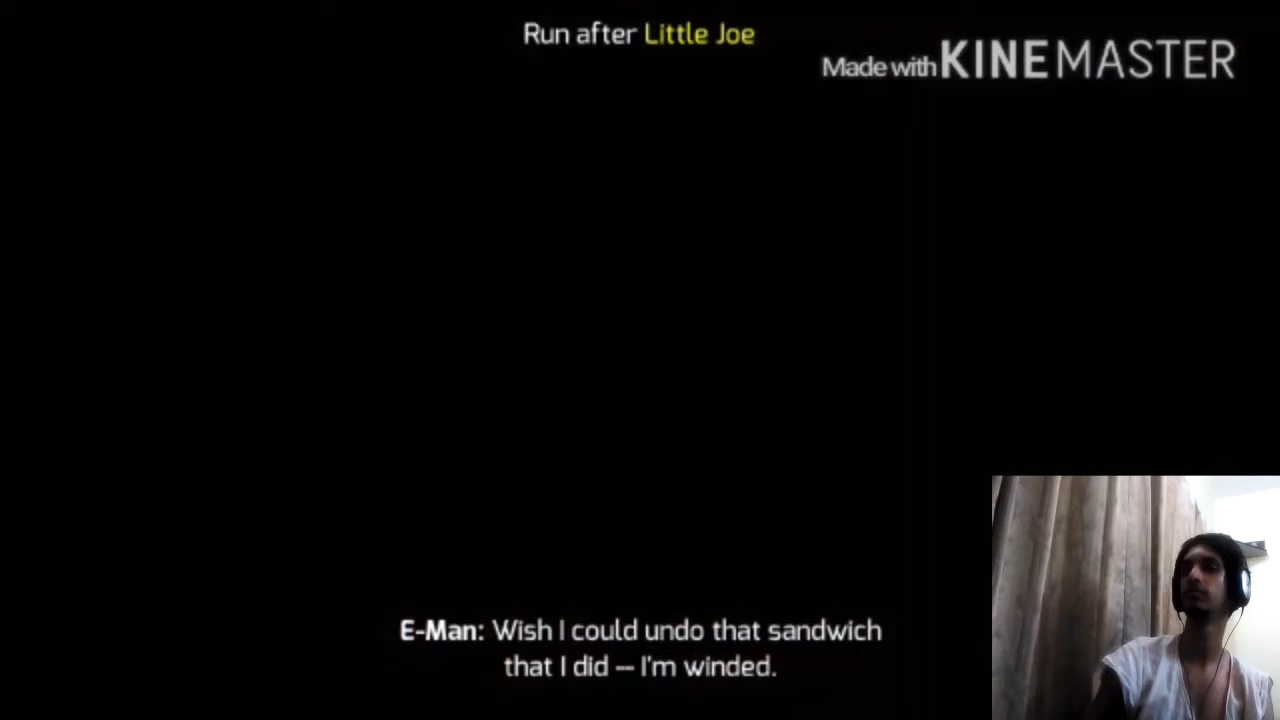 Run after Little Joe
Made with KINEMASTER
E-Man: Wish I could undo that sandwich
that I did -- I'm winded.